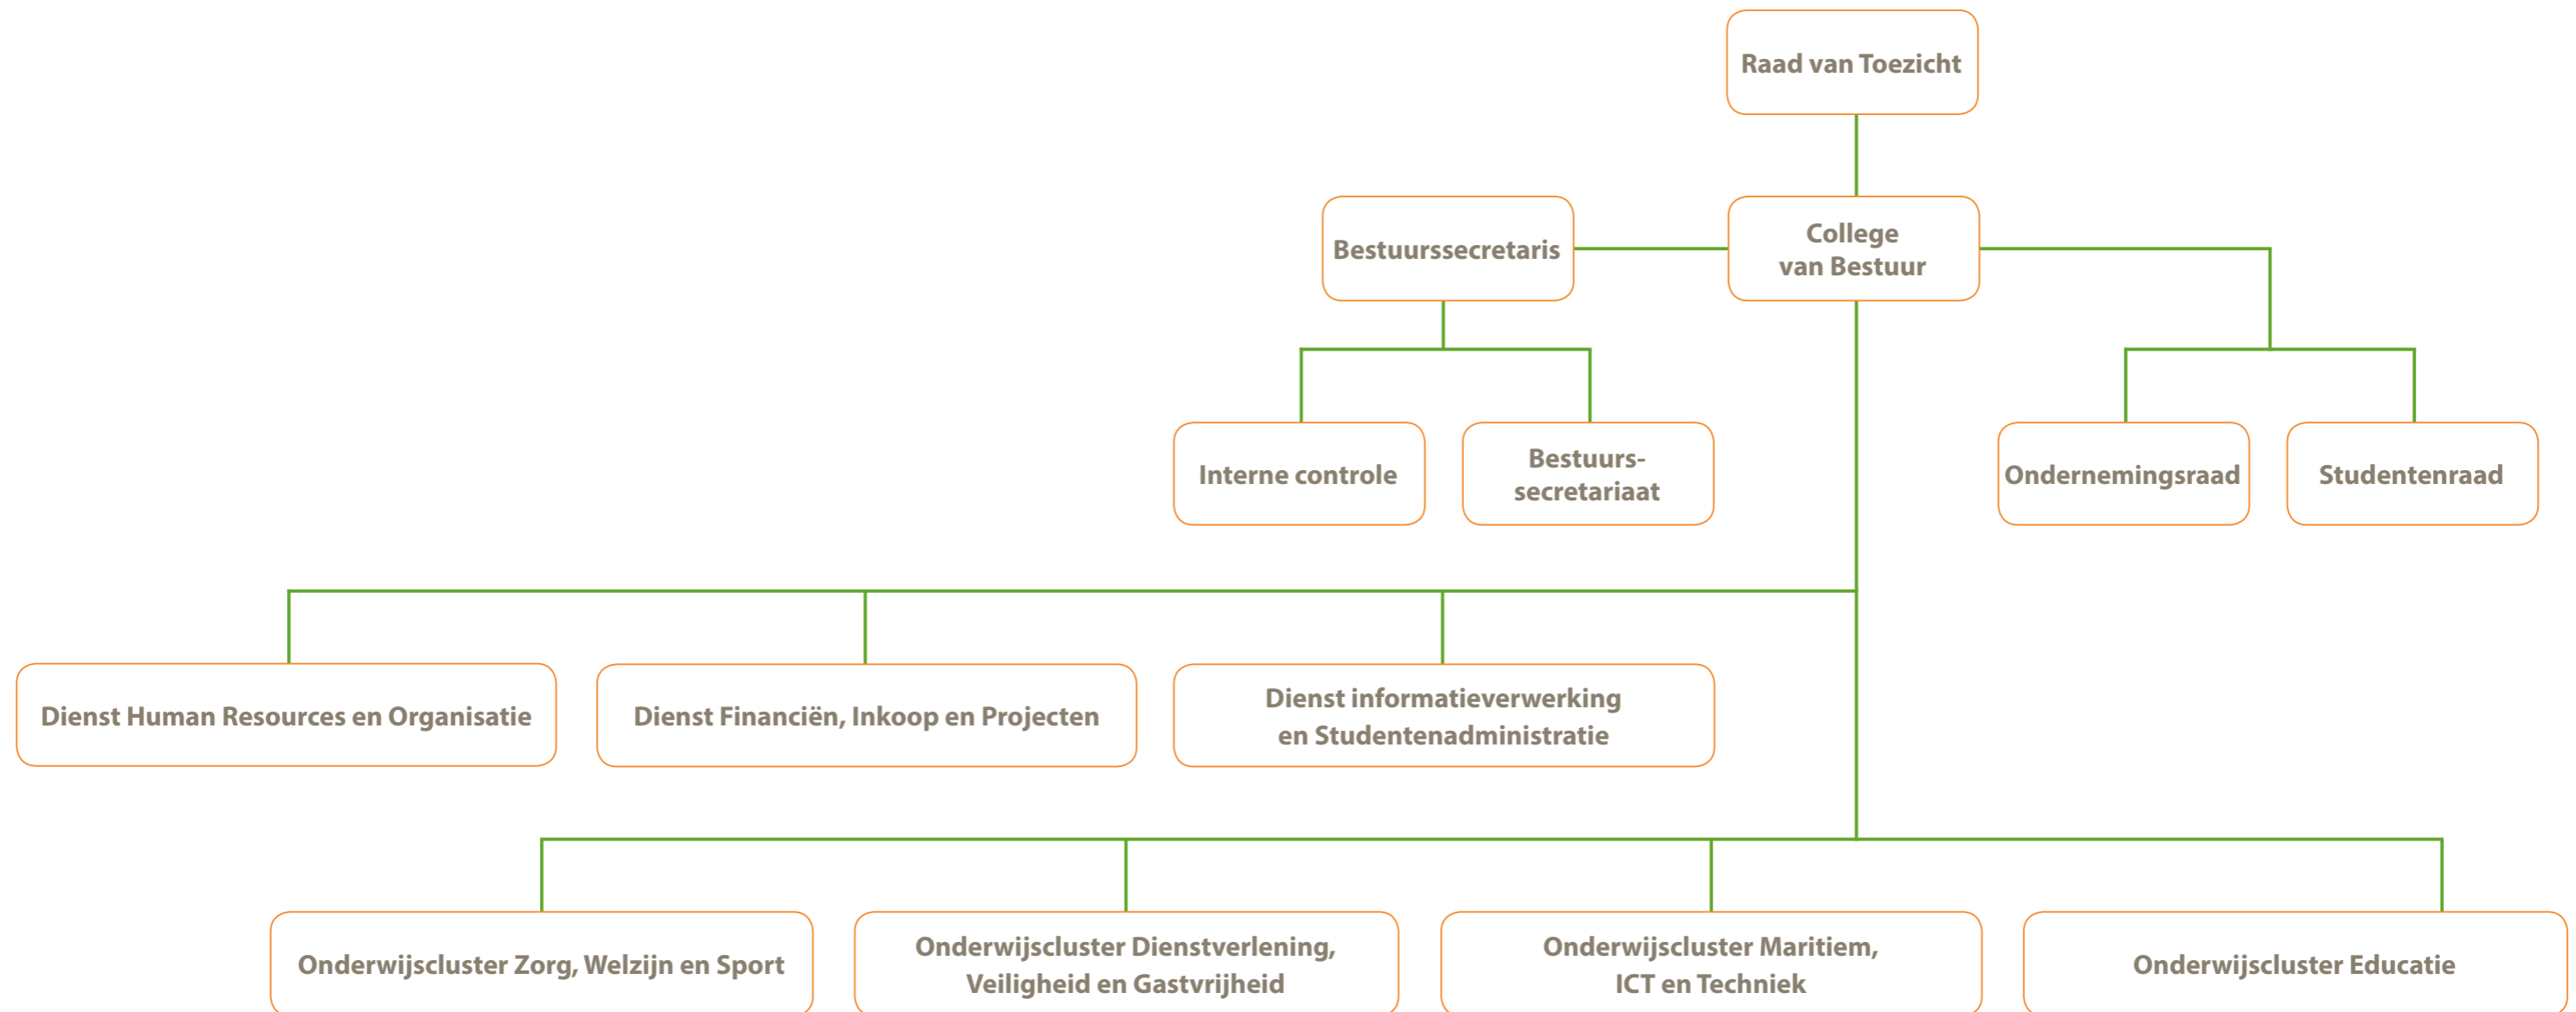 Raad van Toezicht
Bestuurssecretaris
College
van Bestuur
Interne controle
Bestuurs-
secretariaat
Ondernemingsraad
Studentenraad
Dienst Human Resources en Organisatie
Dienst Financiën, Inkoop en Projecten
Dienst informatieverwerking
en Studentenadministratie
Onderwijscluster Zorg, Welzijn en Sport
Onderwijscluster Dienstverlening,
Veiligheid en Gastvrijheid
Onderwijscluster Maritiem,
ICT en Techniek
Onderwijscluster Educatie